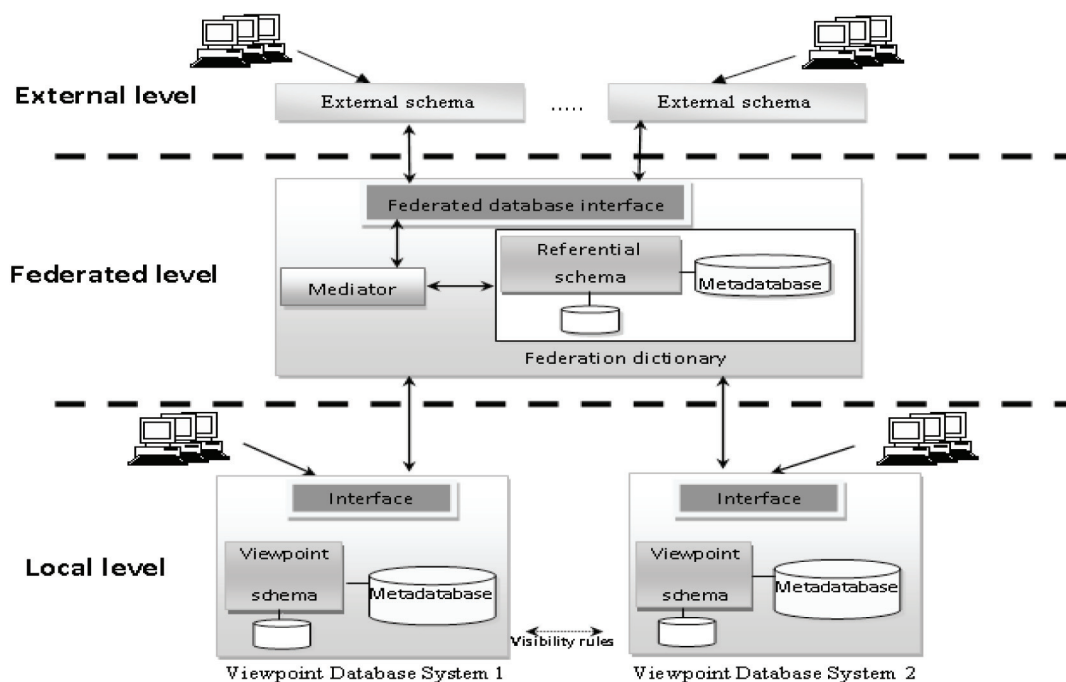 External level
External schema
.....
External schema
Federated level
Federated database interface
Mediator
Referential
schema
Metadatabase
Federation dictionary
Local level
Interface
Viewpoint
schema
Metadatabase
Visibility rules
Interface
Viewpoint
schema
Metadatabase
Viewpoint Database System 1
Viewpoint Database System 2